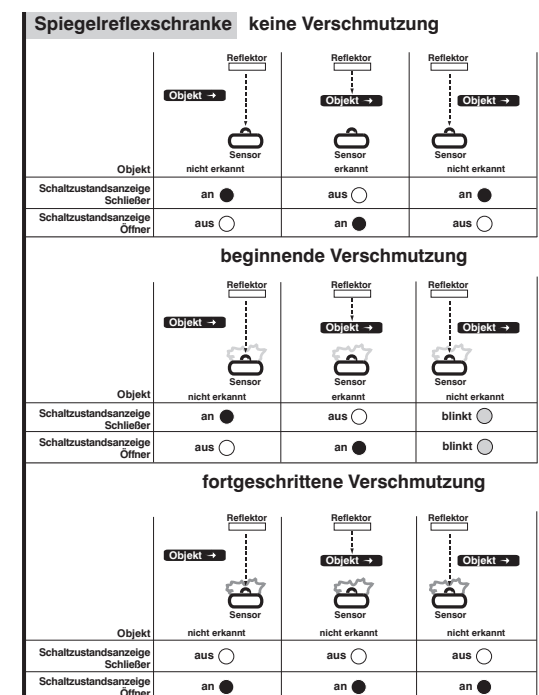 Spiegelreflexschranke keine Verschmutzung
Reflektor Reflektor Reflektor
Objekt → Objekt → Objekt →
Sensor Sensor Sensor
Objekt nicht erkannt erkannt nicht erkannt
Schaltzustandsanzeige
Schließer an aus an
Schaltzustandsanzeige
Öffner aus an aus
beginnende Verschmutzung
Reflektor Reflektor Reflektor
Objekt → Objekt → Objekt →
Sensor Sensor Sensor
Objekt nicht erkannt erkannt nicht erkannt
Schaltzustandsanzeige
Schließer an aus blinkt
Schaltzustandsanzeige
Öffner aus an blinkt
fortgeschrittene Verschmutzung
Reflektor Reflektor Reflektor
Objekt → Objekt → Objekt →
Sensor Sensor Sensor
Objekt nicht erkannt nicht erkannt nicht erkannt
Schaltzustandsanzeige
Schließer aus aus aus
Schaltzustandsanzeige
Öffner an an an